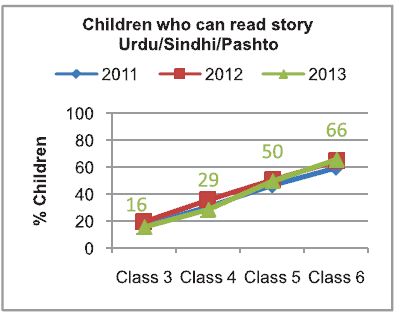 Children who can read story
Urdu/Sindhi/Pashto
2011 2012 2013
% Children
100
80
60
40
20
0
16 29 50 66
Class 3 Class 4 Class 5 Class 6